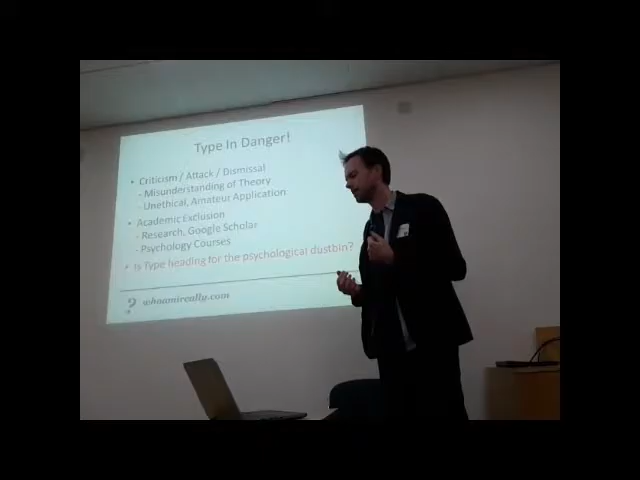 Type In Danger!
• Criticism / Attack / Dismissal
- Misunderstanding of Theory
- Unethical, Amateur Application
• Academic Exclusion
- Research, Google Scholar
- Psychology Courses
• Is Type heading for the psychological dustbin?
? whoamireally.com